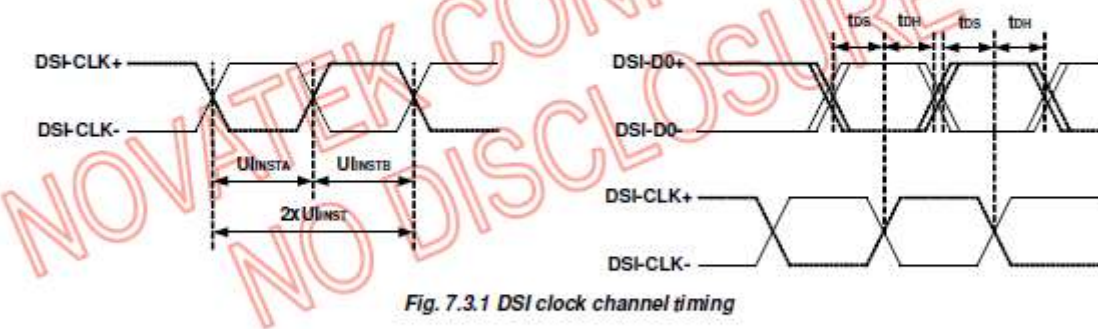 NOVATEK CON
NO DISCLOSURE
tDS tDH tDS tDH
DSI-CLK+
DSI-CLK-
DSI-D0+
DSI-D0-
UIINSTA UIINSTB
2x UIINST
DSI-CLK+
DSI-CLK-
Fig. 7.3.1 DSI clock channel timing